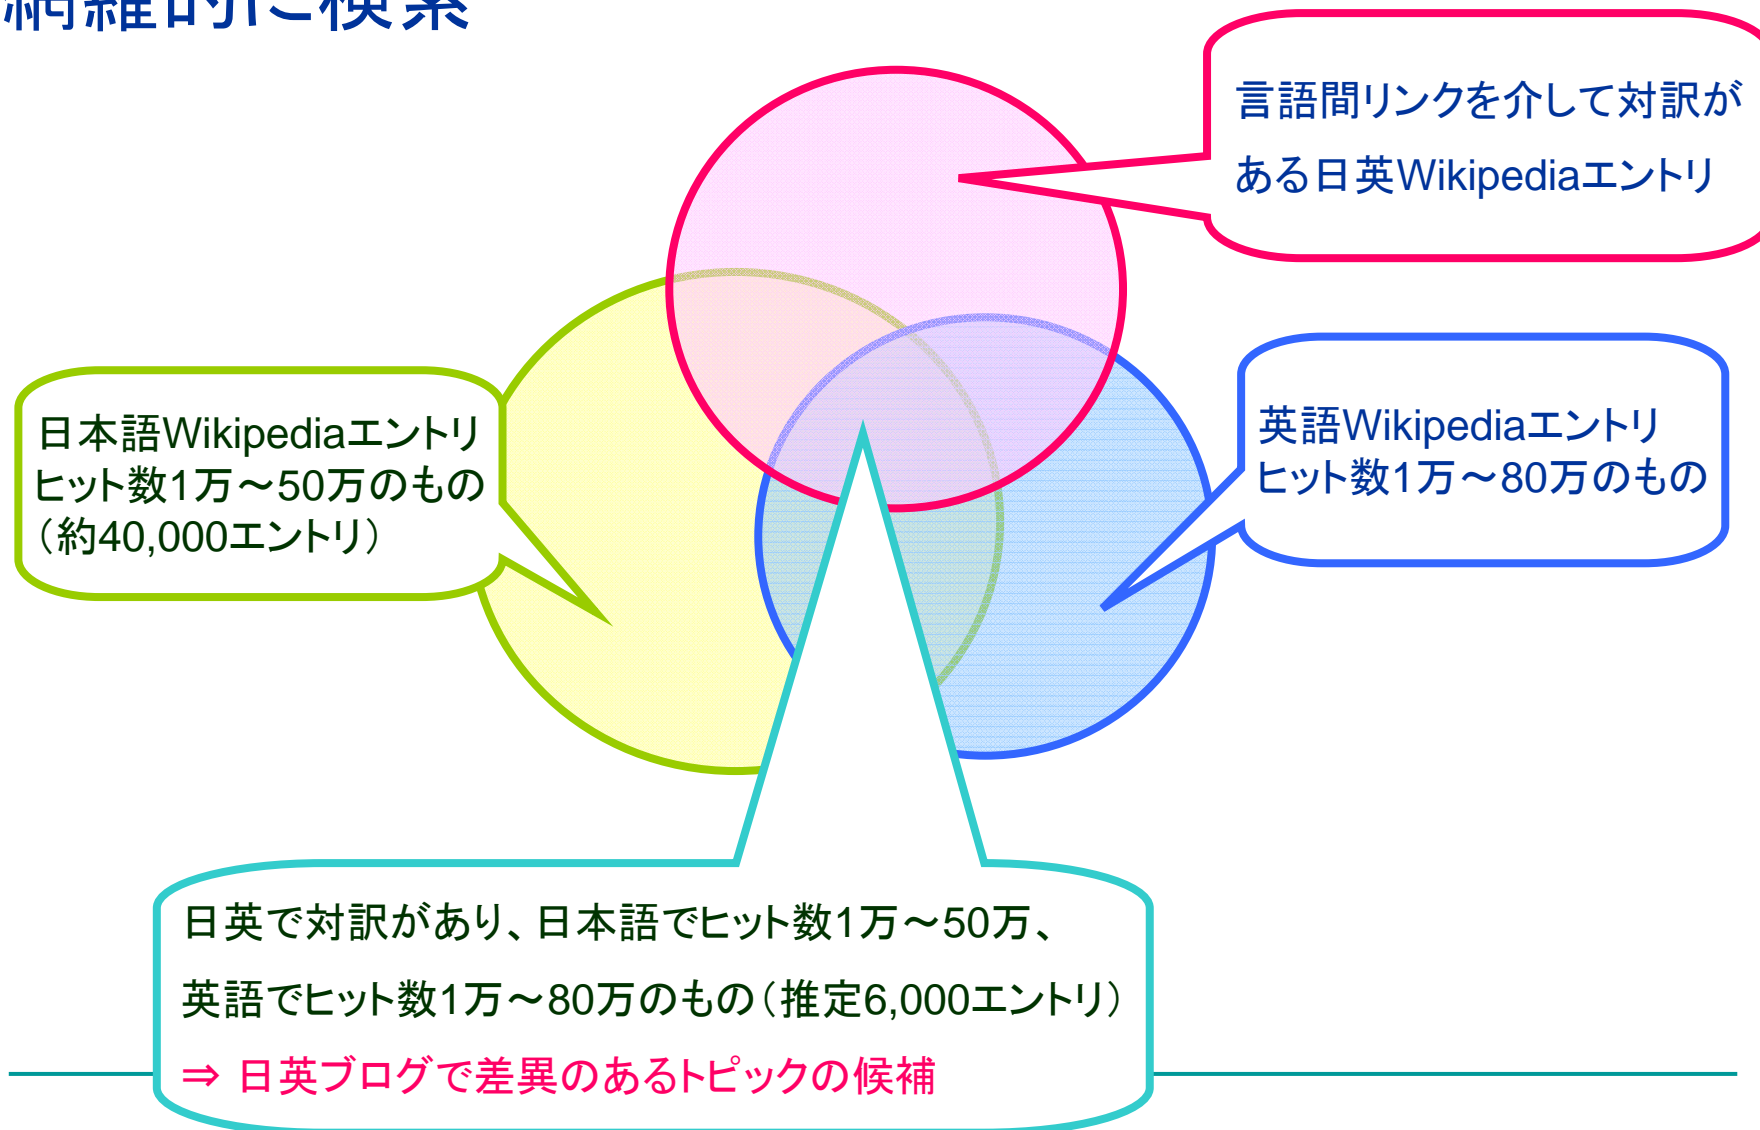 網羅的に検索
言語間リンクを介して対訳が
ある日英Wikipediaエントリ
日本語Wikipediaエントリ
ヒット数1万～50万のもの
（約40,000エントリ）
英語Wikipediaエントリ
ヒット数1万～80万のもの
日英で対訳があり、日本語でヒット数1万～50万、
英語でヒット数1万～80万のもの（推定6,000エントリ）
⇒ 日英ブログで差異のあるトピックの候補